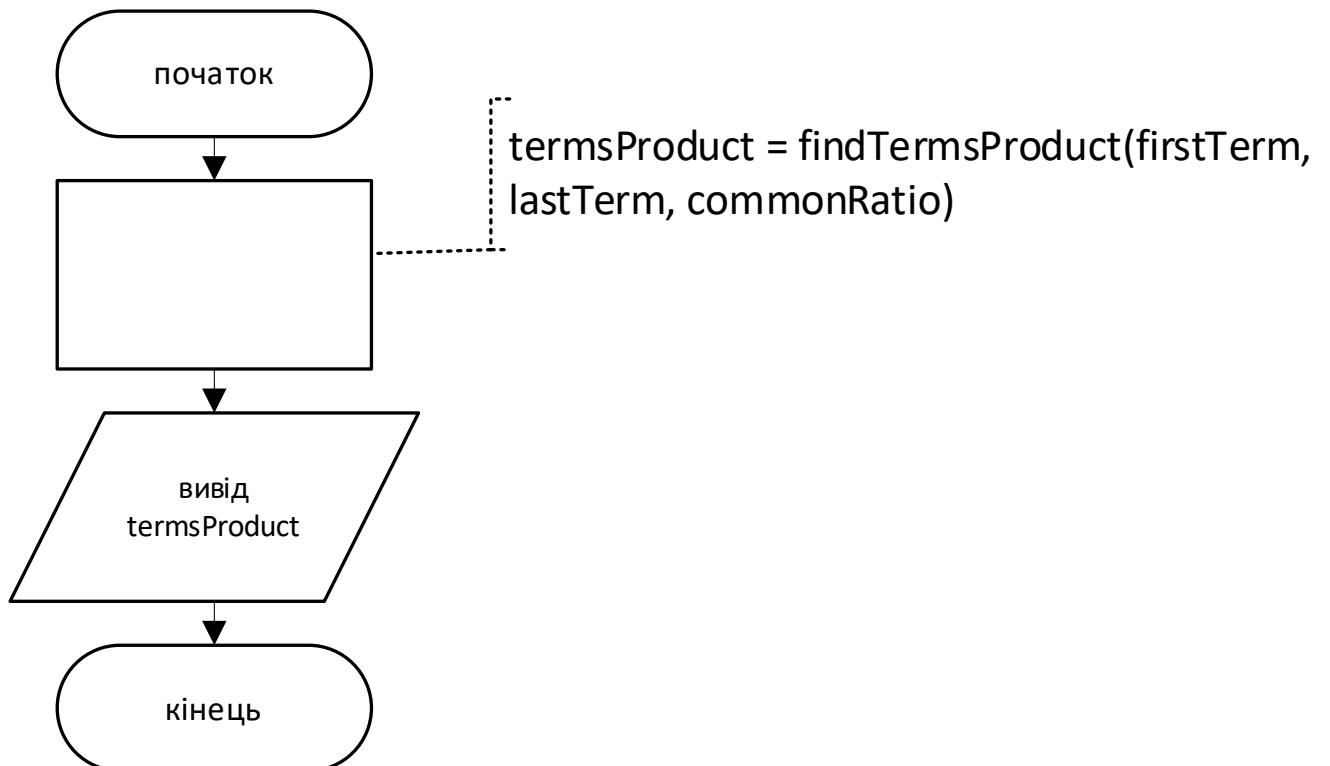 початок
termsProduct = findTermsProduct(firstTerm,
lastTerm, commonRatio)
вивід
termsProduct
кінець